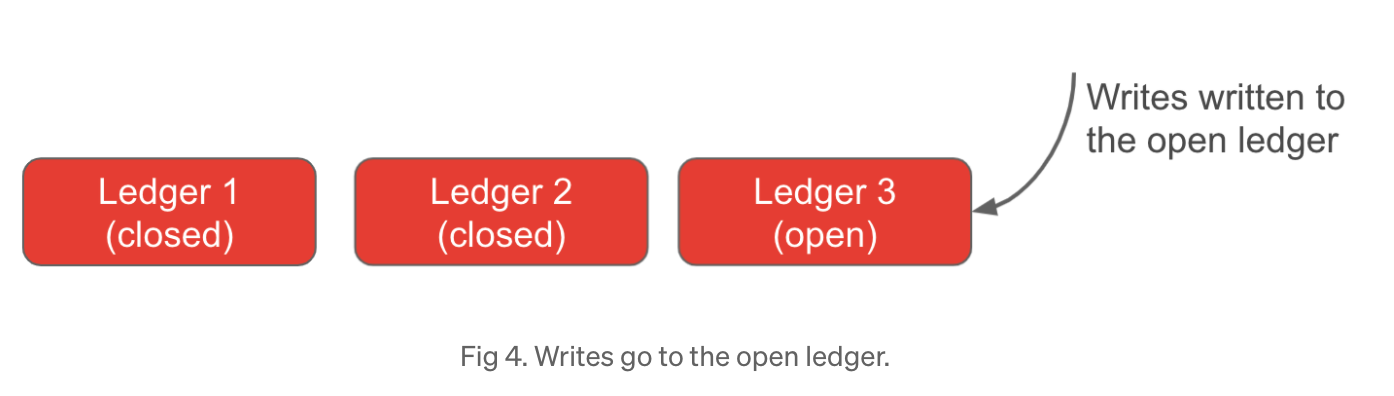 Writes written to
the open ledger
Ledger 1
(closed)
Ledger 2
(closed)
Ledger 3
(open)
Fig 4. Writes go to the open ledger.